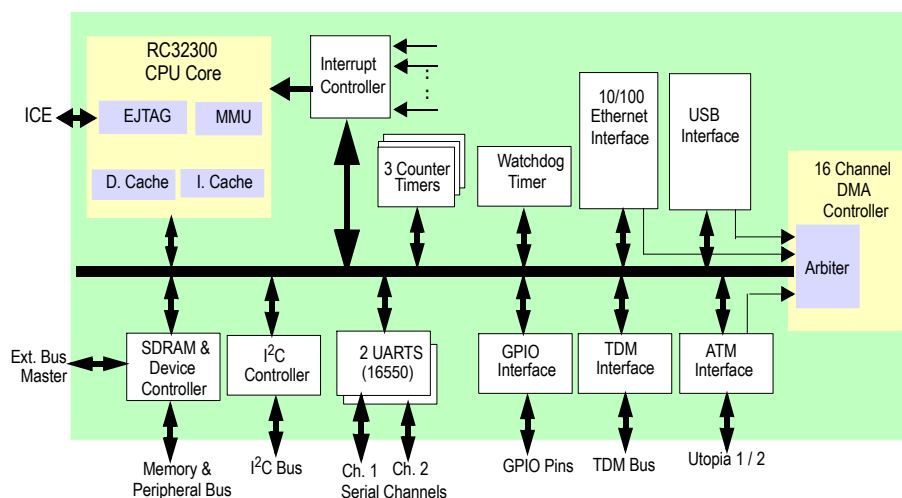 RC32300
CPU Core
Interrupt
Controller
ICE
EJTAG
MMU
D. Cache
I. Cache
3 Counter
Timers
Watchdog
Timer
10/100
Ethernet
Interface
USB
Interface
16 Channel
DMA
Controller
Arbiter
Ext. Bus
Master
SDRAM &
Device
Controller
I²C
Controller
2 UARTS
(16550)
GPIO
Interface
TDM
Interface
ATM
Interface
Memory &
Peripheral Bus
I²C Bus
Ch. 1
Ch. 2
Serial Channels
GPIO Pins
TDM Bus
Utopia 1 / 2